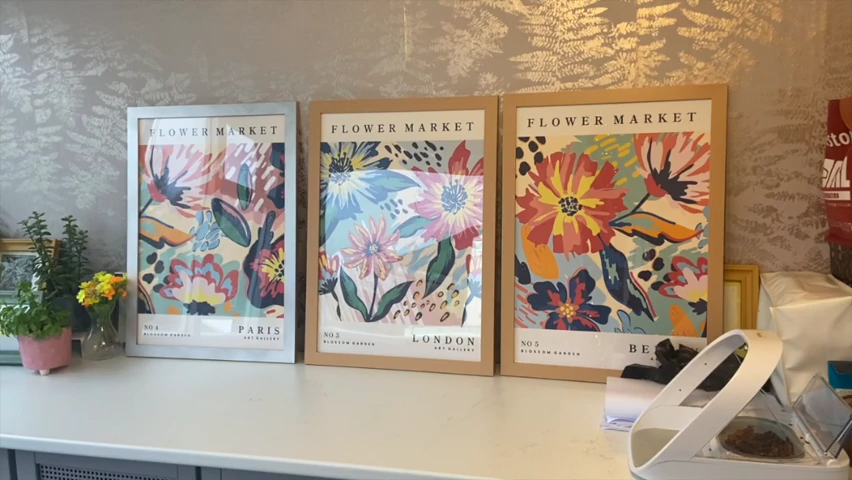 FLOWER MARKET
NO 4
BLOSSOM GARDEN
PARIS
ART GALLERY
FLOWER MARKET
NO 3
BLOSSOM GARDEN
LONDON
ART GALLERY
FLOWER MARKET
NO 5
BLOSSOM GARDEN